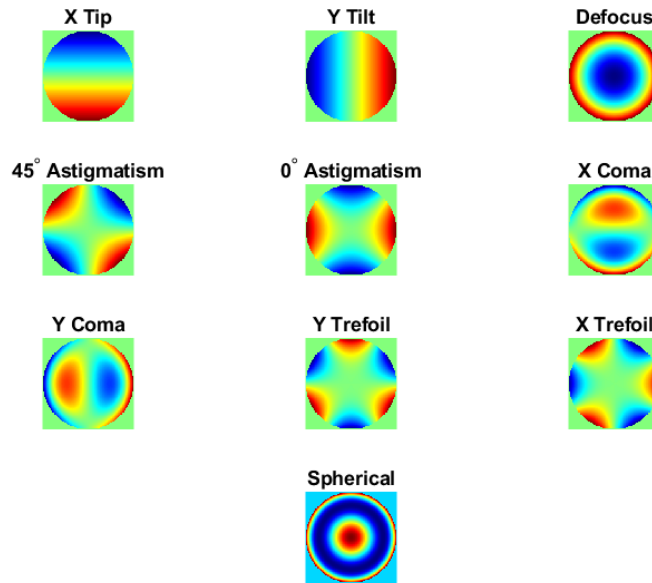 X Tip
Y Tilt
Defocus
45° Astigmatism
0° Astigmatism
X Coma
Y Coma
Y Trefoil
X Trefoil
Spherical